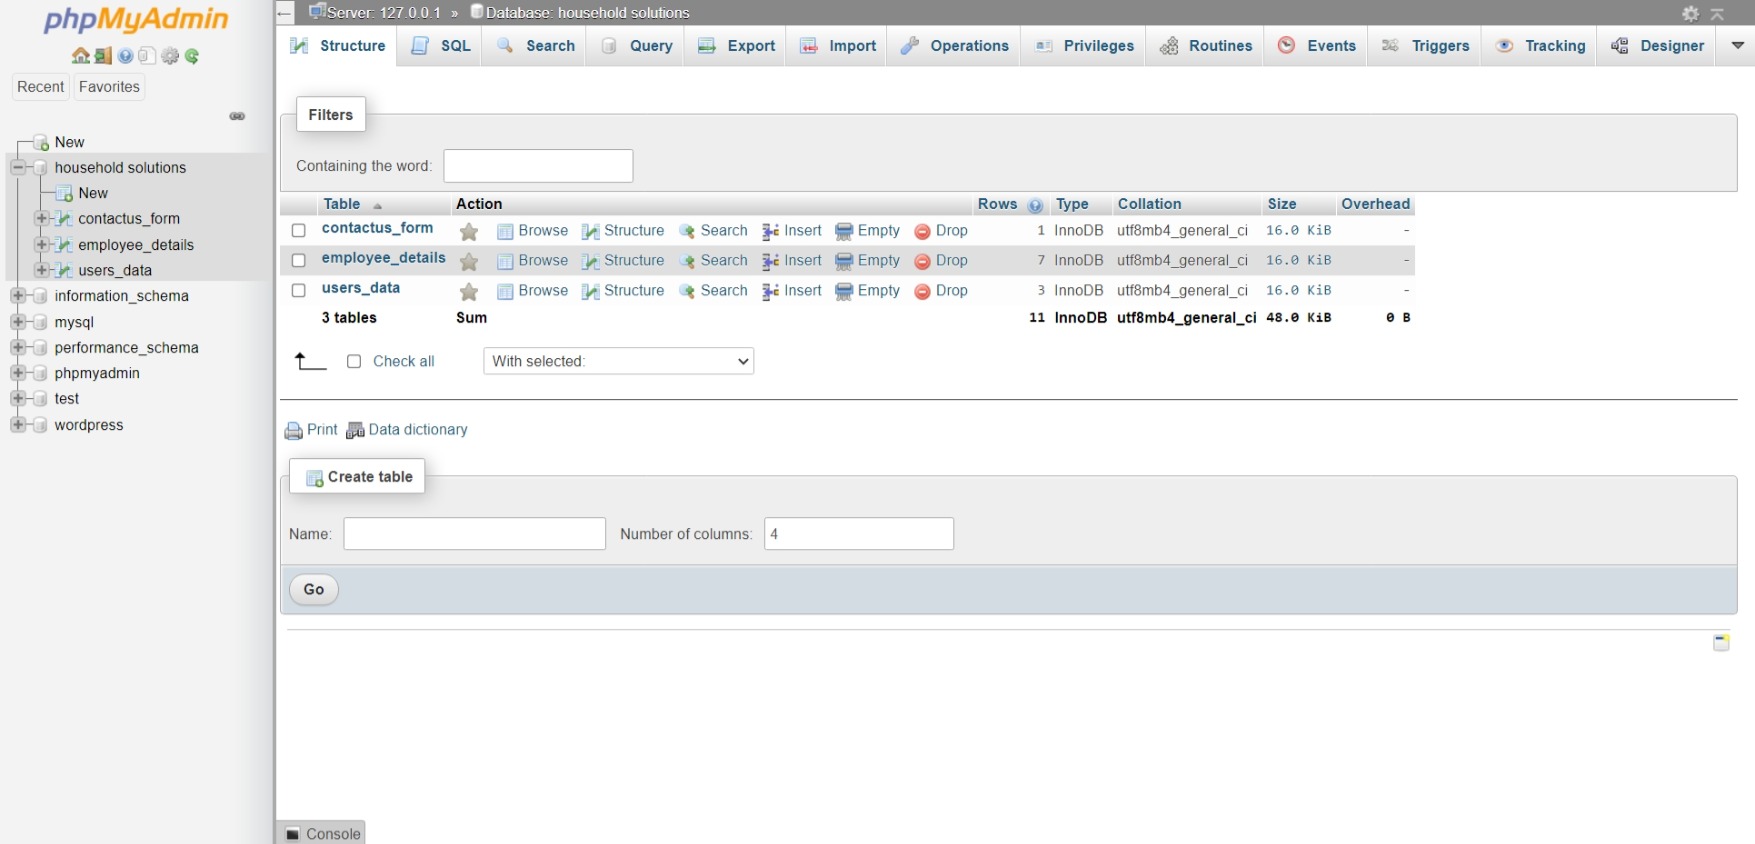 phpMyAdmin
Recent Favorites
New
household solutions
New
contactus_form
employee_details
users_data
information_schema
mysql
performance_schema
phpmyadmin
test
wordpress
Server: 127.0.0.1 » Database: household solutions
Structure SQL Search Query Export Import Operations Privileges Routines Events Triggers Tracking Designer
Filters
Containing the word:
Table Action Rows Type Collation Size Overhead
contactus_form Browse Structure Search Insert Empty Drop 1 InnoDB utf8mb4_general_ci 16.0 KiB -
employee_details Browse Structure Search Insert Empty Drop 7 InnoDB utf8mb4_general_ci 16.0 KiB -
users_data Browse Structure Search Insert Empty Drop 3 InnoDB utf8mb4_general_ci 16.0 KiB -
3 tables Sum 11 InnoDB utf8mb4_general_ci 48.0 KiB 0 B
Check all With selected:
Print Data dictionary
Create table
Name: Number of columns: 4
Go
Console